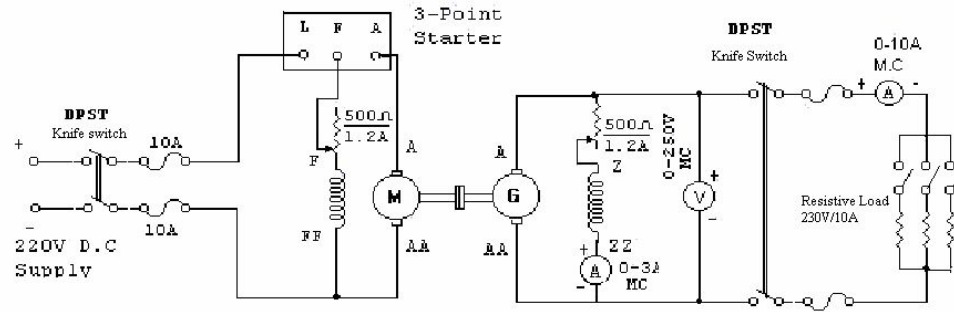 3-Point
Starter
L F A
DPST
Knife switch
+
-
10A
10A
220V D.C
Supply
500Ω
1.2A
F
FF
A
M
AA
A
G
AA
500Ω
1.2A
Z
ZZ
+
A
-
0-3A
MC
0-250V
MC
+
V
-
DPST
Knife Switch
0-10A
M.C
+ A -
Resistive Load
230V/10A